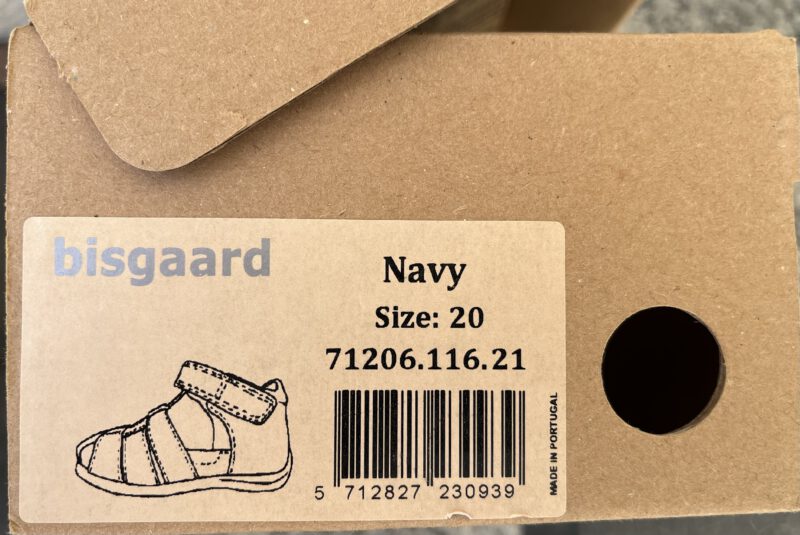 bisgaard
Navy
Size: 20
71206.116.21
5 712827 230939
MADE IN PORTUGAL